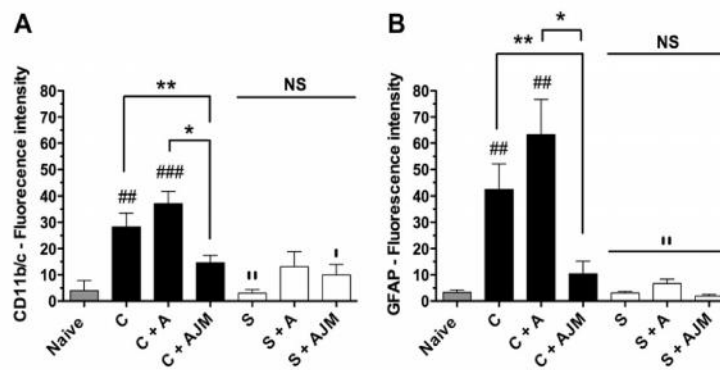 A
CD11b/c - Fluorecence intensity
80
70
60
50
40
30
20
10
0
**
*
NS
##
###
Naive
C
C + A
C + AJM
S
S + A
S + AJM
B
GFAP - Fluorescence intensity
80
70
60
50
40
30
20
10
0
**
*
NS
##
##
Naive
C
C + A
C + AJM
S
S + A
S + AJM